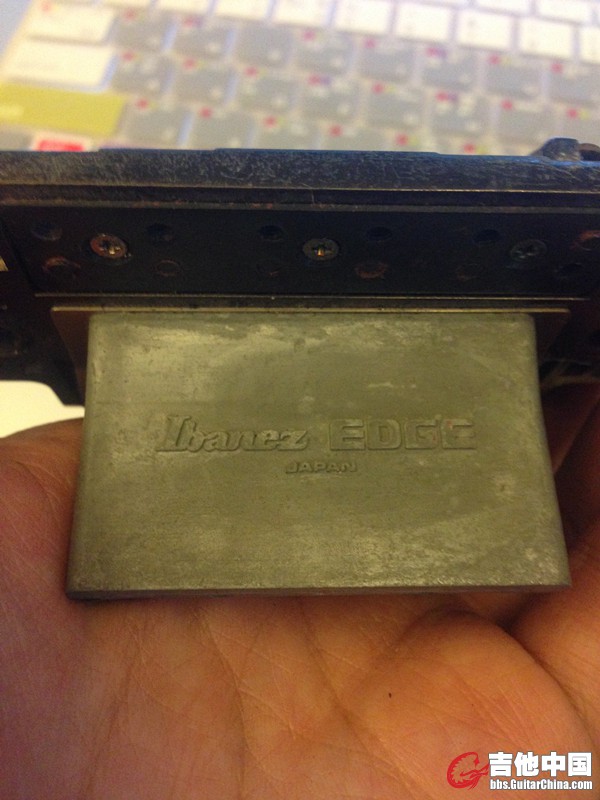 Ibanez EDGE
JAPAN
吉他中国
bbs.GuitarChina.com